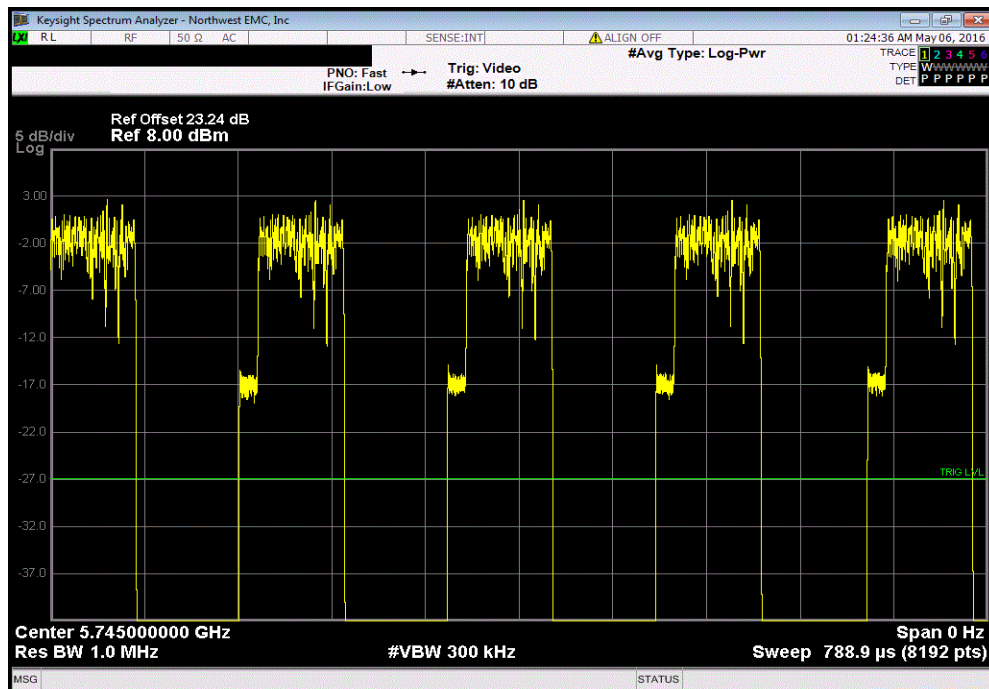 Keysight Spectrum Analyzer - Northwest EMC, Inc
LXI RL RF 50 Ω AC SENSE:INT ALIGN OFF 01:24:36 AM May 06, 2016
#Avg Type: Log-Pwr
TRACE 1 2 3 4 5 6
PNO: Fast Trig: Video
TYPE WWWWWW
IFGain:Low #Atten: 10 dB
DET P P P P P P
Ref Offset 23.24 dB
5 dB/div Ref 8.00 dBm
Log
3.00
-2.00
-7.00
-12.0
-17.0
-22.0
-27.0 TRIG LVL
-32.0
-37.0
Center 5.745000000 GHz Span 0 Hz
Res BW 1.0 MHz #VBW 300 kHz Sweep 788.9 µs (8192 pts)
MSG STATUS